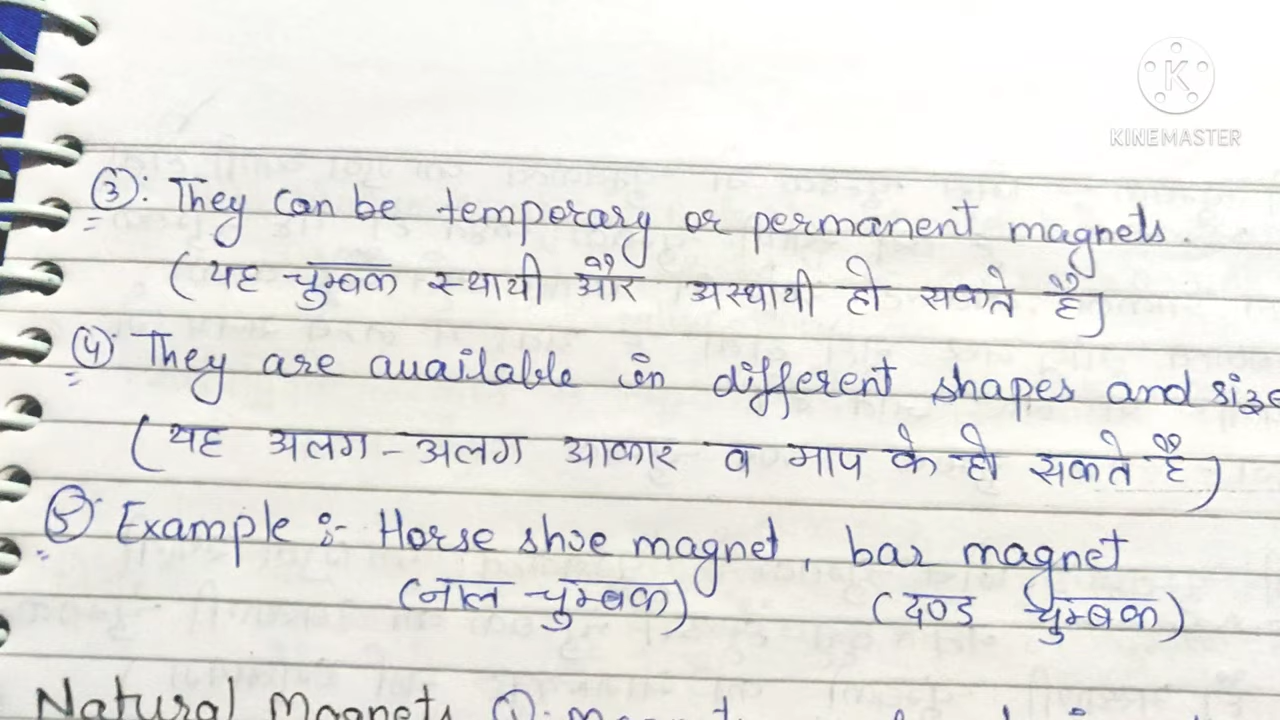 KINEMASTER
③: They can be temporary or permanent magnets.
(यह चुम्बक स्थायी और अस्थायी हो सकते हैं)
④ They are available in different shapes and size
(यह अलग-अलग आकार व माप के हो सकते हैं)
⑤ Example :- Horse shoe magnet, bar magnet
(नाल चुम्बक) (दण्ड चुम्बक)
Natural Magnets ①: